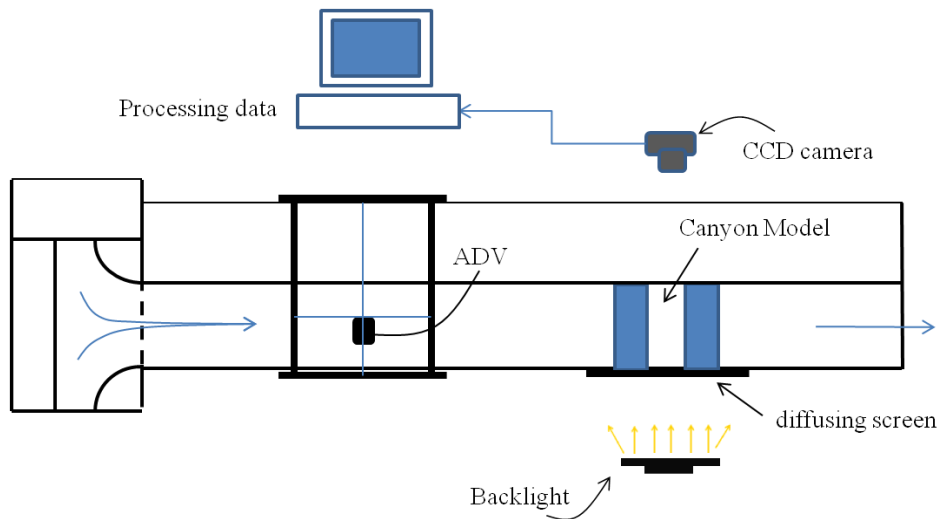 Processing data
CCD camera
Canyon Model
ADV
diffusing screen
Backlight